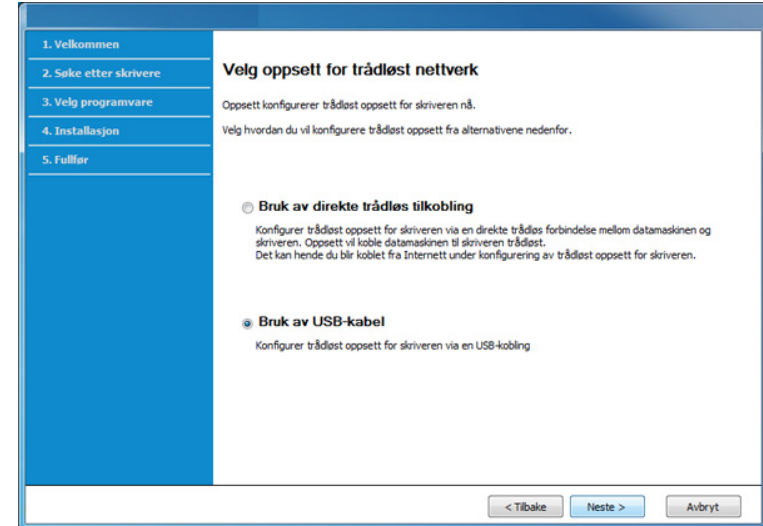 1. Velkommen
2. Søke etter skrivere
3. Velg programvare
4. Installasjon
5. Fullfør
Velg oppsett for trådløst nettverk
Oppsett konfigurerer trådløst oppsett for skriveren nå.
Velg hvordan du vil konfigurere trådløst oppsett fra alternativene nedenfor.
Bruk av direkte trådløs tilkobling
Konfigurer trådløst oppsett for skriveren via en direkte trådløs forbindelse mellom datamaskinen og
skriveren. Oppsett vil koble datamaskinen til skriveren trådløst.
Det kan hende du blir koblet fra Internett under konfigurering av trådløst oppsett for skriveren.
Bruk av USB-kabel
Konfigurer trådløst oppsett for skriveren via en USB-kobling
< Tilbake
Neste >
Avbryt